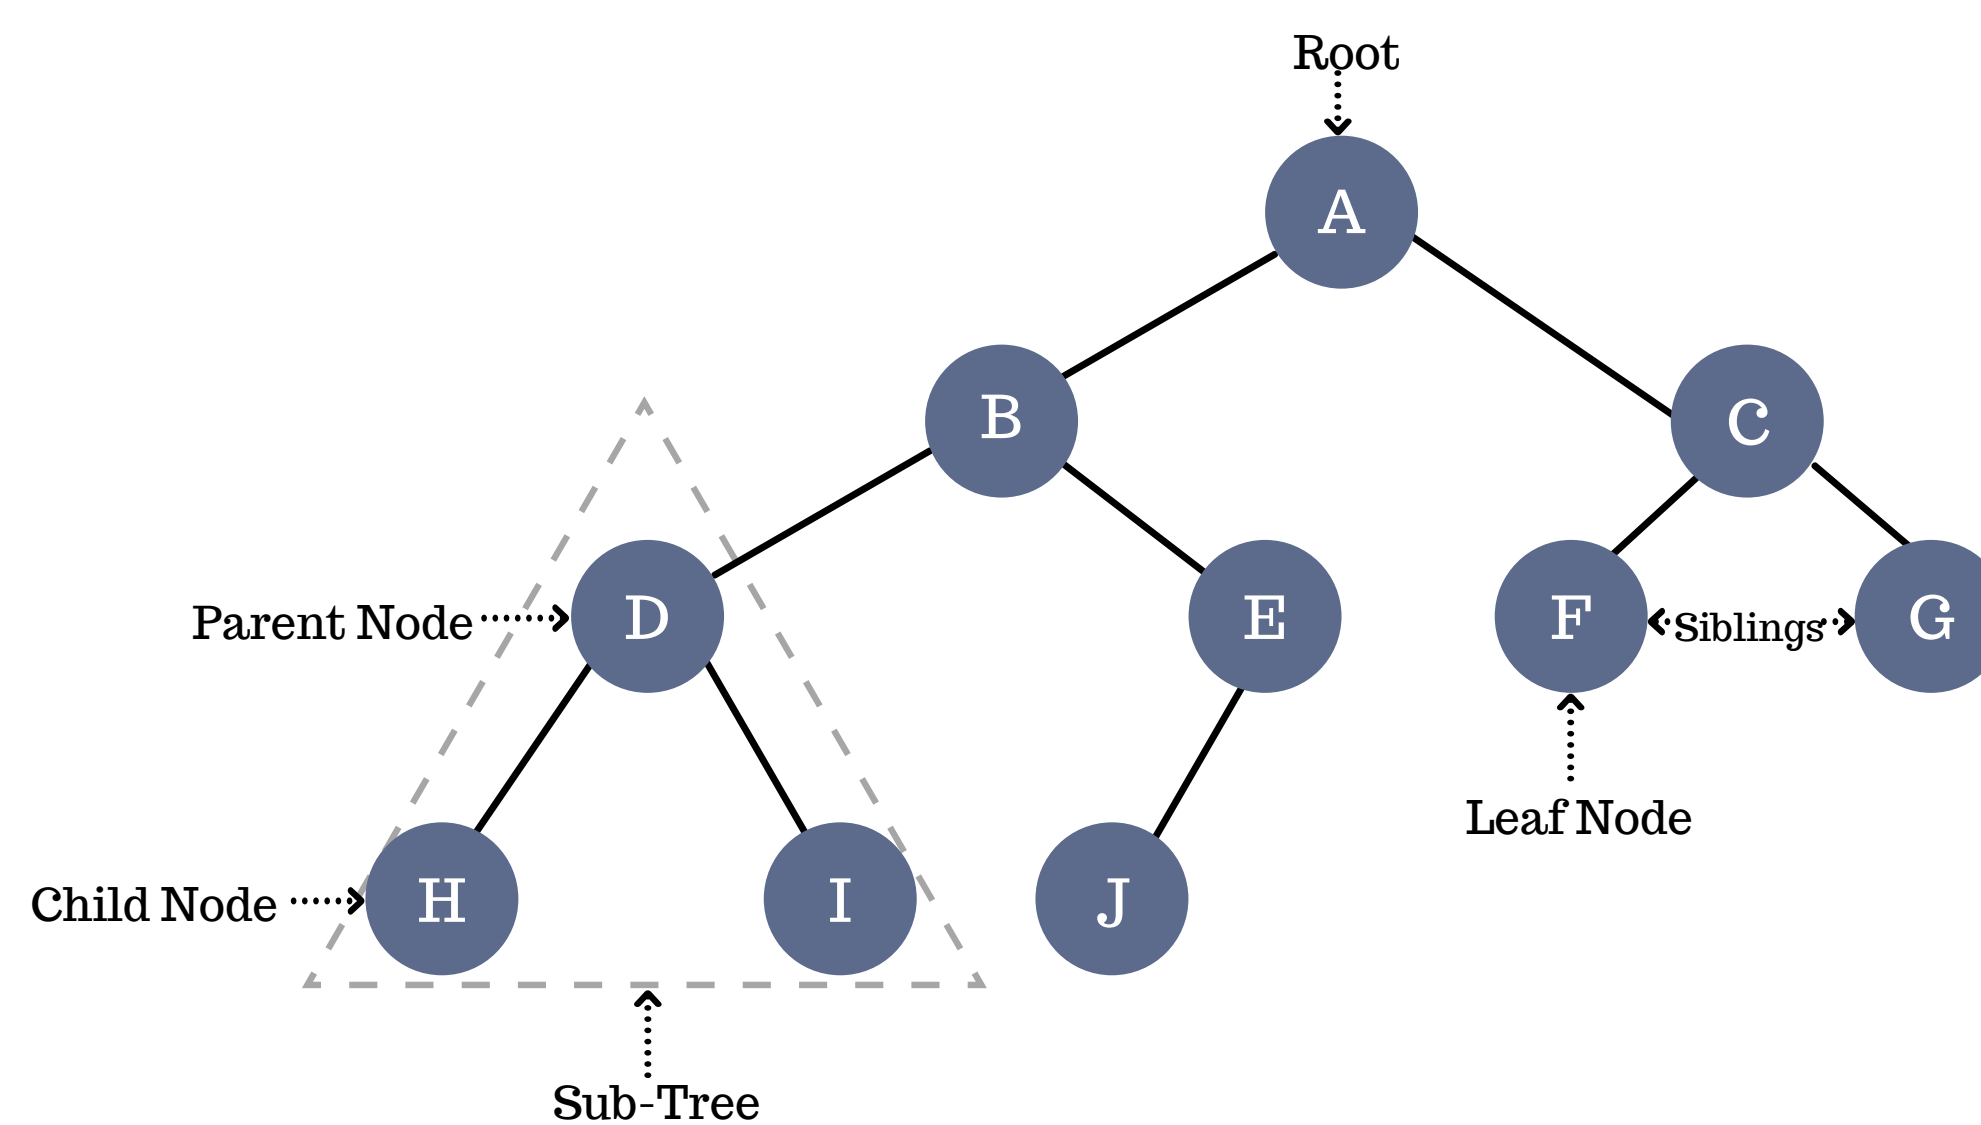 Root
A
B
C
Parent Node
D
E
F
Siblings
G
Leaf Node
Child Node
H
I
J
Sub-Tree